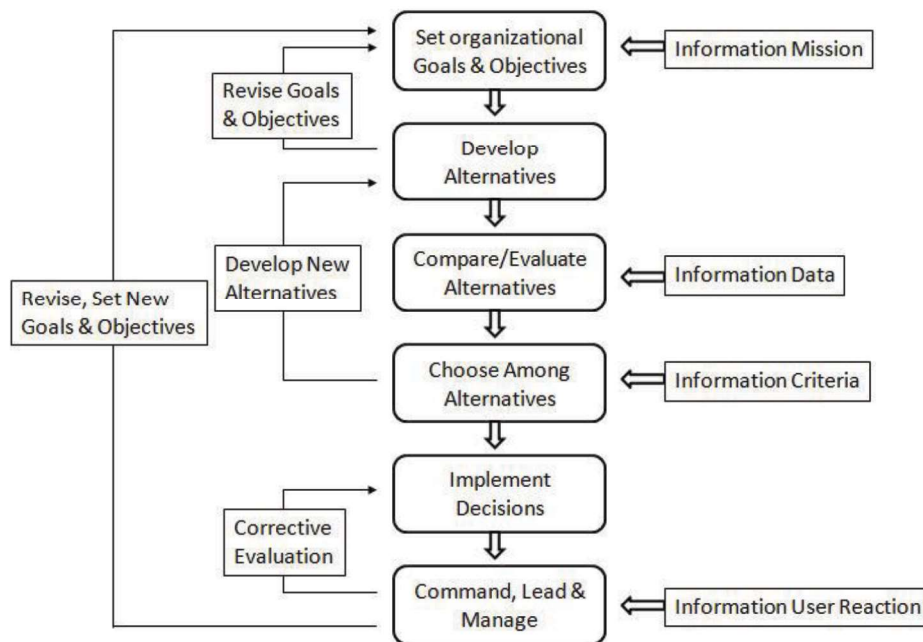 Set organizational
Goals & Objectives
Information Mission
Revise Goals
& Objectives
Develop
Alternatives
Develop New
Alternatives
Compare/Evaluate
Alternatives
Information Data
Revise, Set New
Goals & Objectives
Choose Among
Alternatives
Information Criteria
Implement
Decisions
Corrective
Evaluation
Command, Lead &
Manage
Information User Reaction